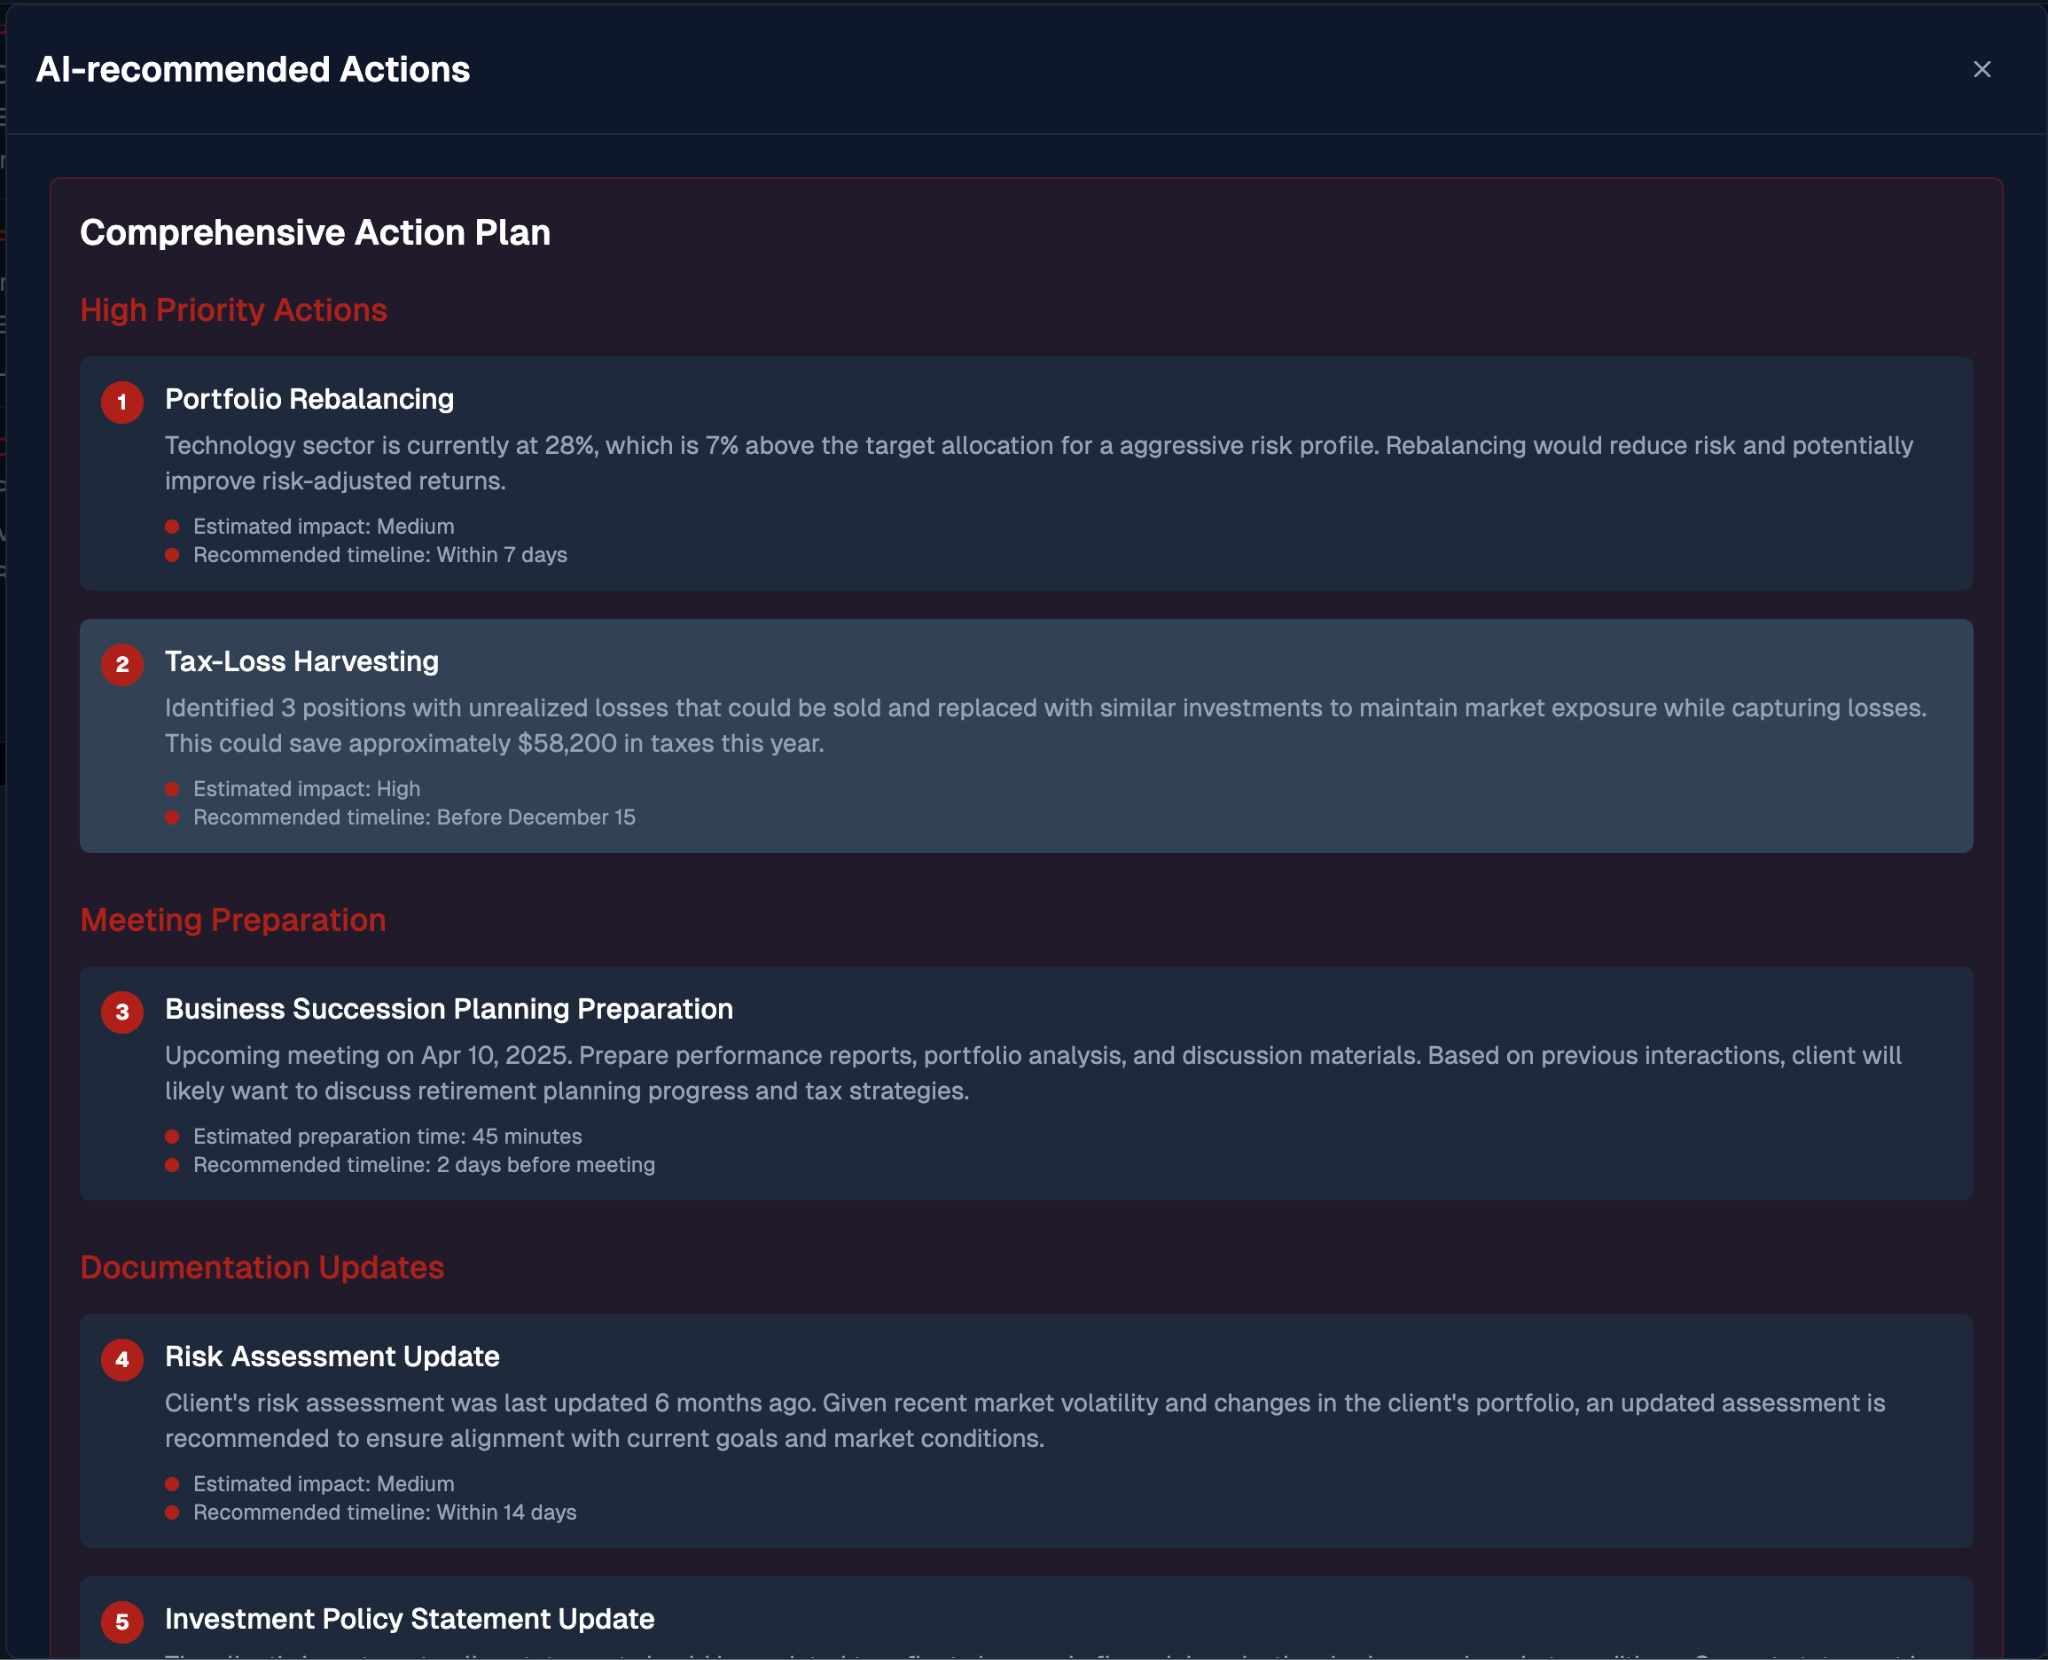 AI-recommended Actions
Comprehensive Action Plan
High Priority Actions
1
Portfolio Rebalancing
Technology sector is currently at 28%, which is 7% above the target allocation for a aggressive risk profile. Rebalancing would reduce risk and potentially
improve risk-adjusted returns.
Estimated impact: Medium
Recommended timeline: Within 7 days
2
Tax-Loss Harvesting
Identified 3 positions with unrealized losses that could be sold and replaced with similar investments to maintain market exposure while capturing losses.
This could save approximately $58,200 in taxes this year.
Estimated impact: High
Recommended timeline: Before December 15
Meeting Preparation
3
Business Succession Planning Preparation
Upcoming meeting on Apr 10, 2025. Prepare performance reports, portfolio analysis, and discussion materials. Based on previous interactions, client will
likely want to discuss retirement planning progress and tax strategies.
Estimated preparation time: 45 minutes
Recommended timeline: 2 days before meeting
Documentation Updates
4
Risk Assessment Update
Client's risk assessment was last updated 6 months ago. Given recent market volatility and changes in the client's portfolio, an updated assessment is
recommended to ensure alignment with current goals and market conditions.
Estimated impact: Medium
Recommended timeline: Within 14 days
5
Investment Policy Statement Update